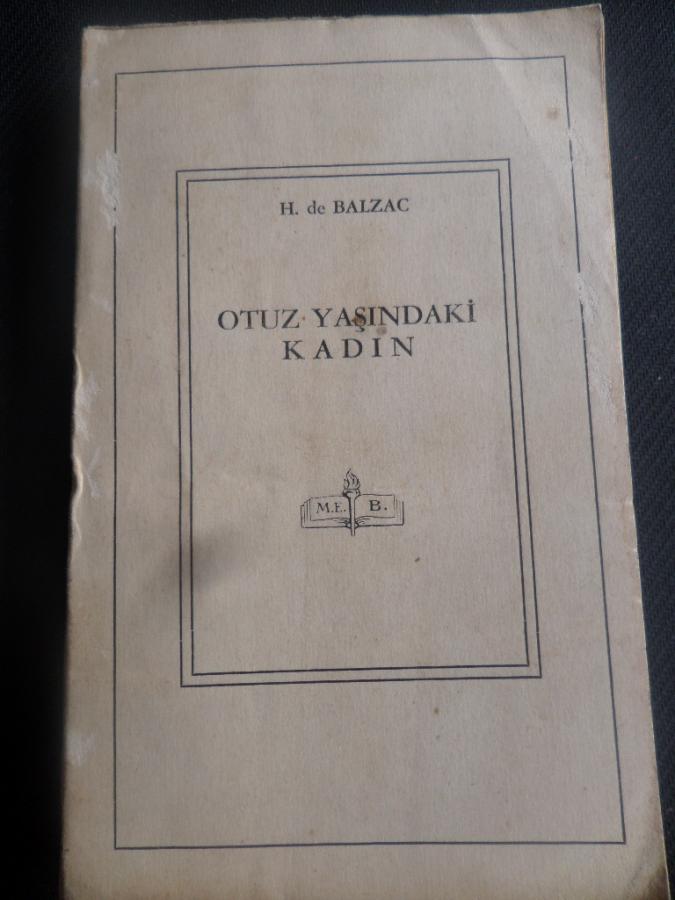 H. de BALZAC
OTUZ YAŞINDAKİ
KADIN
M.E. B.